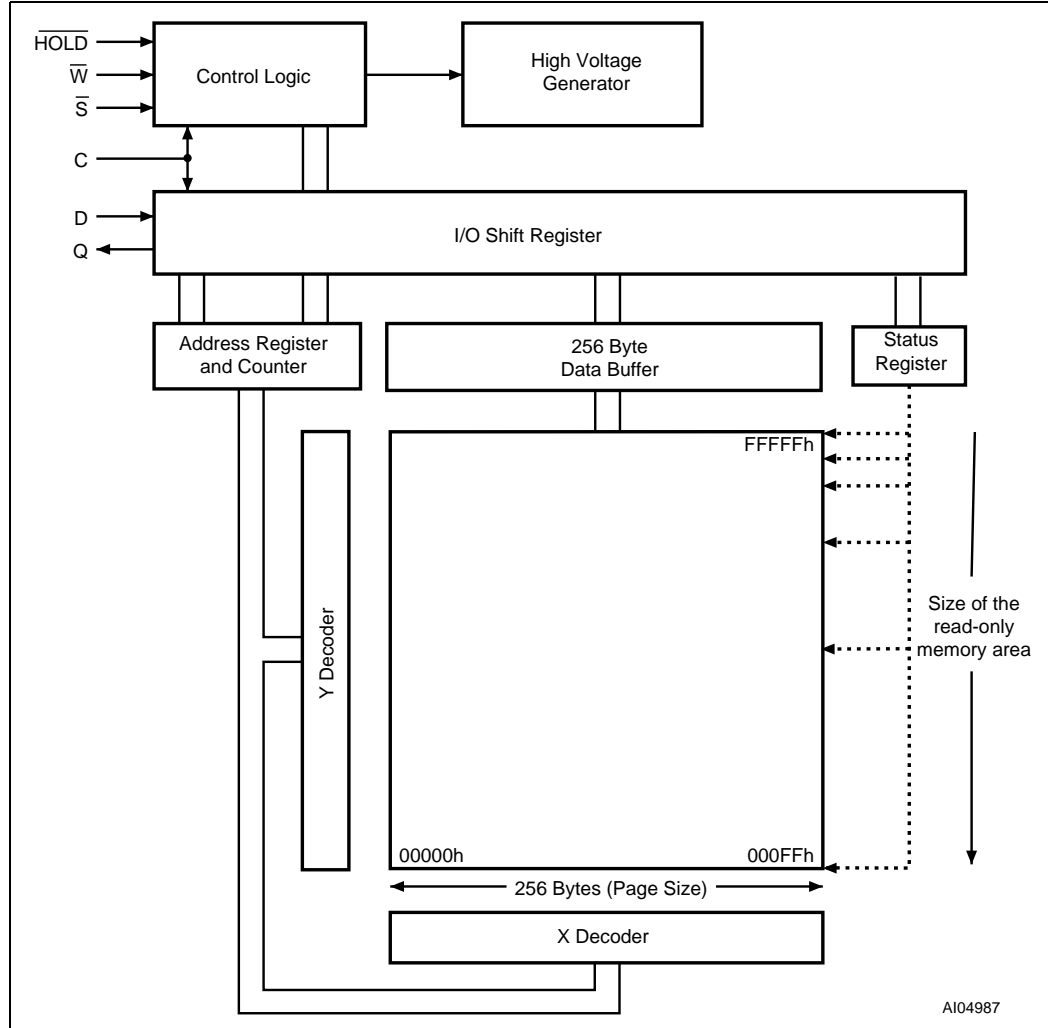 HOLD
W
S
C
D
Q
Control Logic
High Voltage
Generator
I/O Shift Register
Address Register
and Counter
256 Byte
Data Buffer
Status
Register
FFFFFh
Y Decoder
Size of the
read-only
memory area
00000h
000FFh
256 Bytes (Page Size)
X Decoder
AI04987